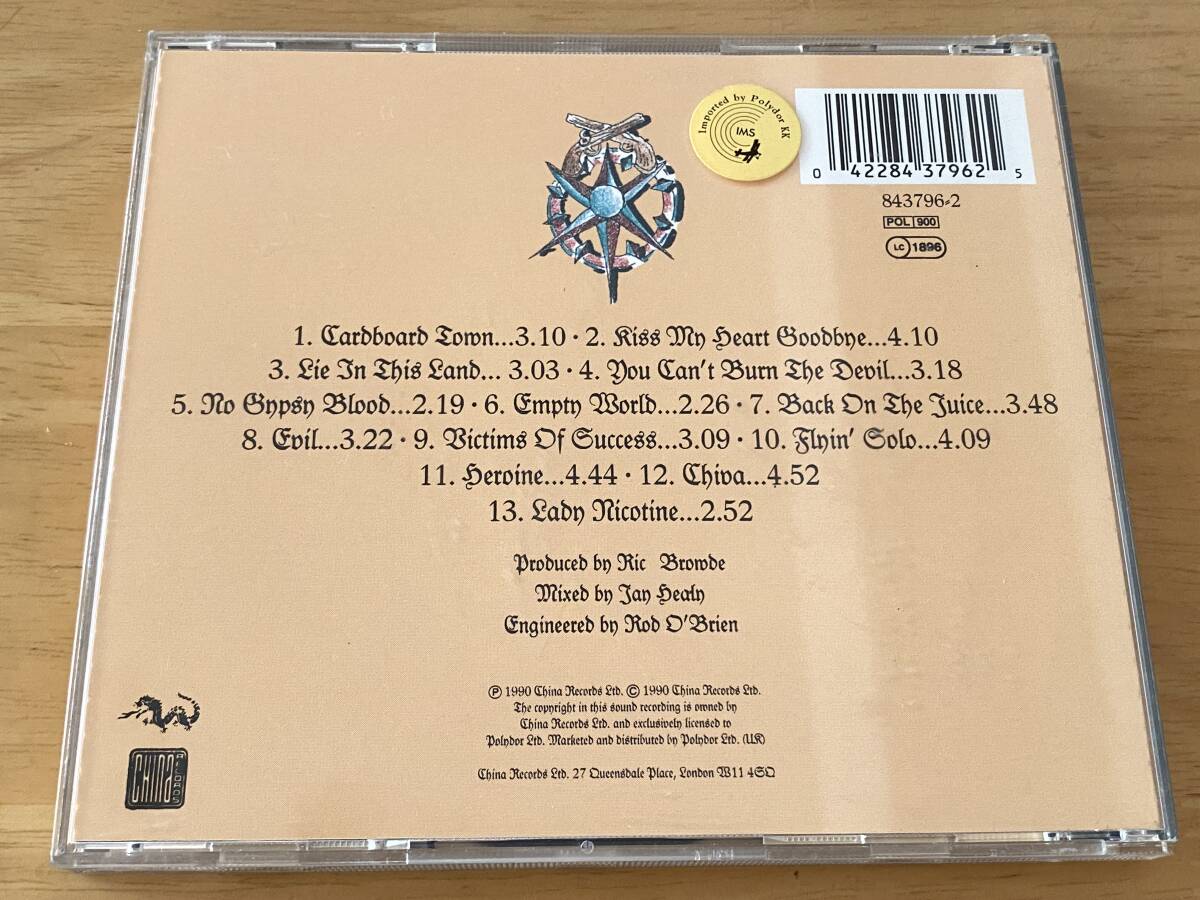 Imported by Polydor KK
IMS
0 42284 37962 5
843796-2
POL 900
LC 1896
1. Cardboard Town...3.10 · 2. Kiss My Heart Goodbye...4.10
3. Lie In This Land... 3.03 · 4. You Can't Burn The Devil...3.18
5. No Gypsy Blood...2.19 · 6. Empty World...2.26 · 7. Back On The Juice...3.48
8. Evil...3.22 · 9. Victims Of Success...3.09 · 10. Flyin' Solo...4.09
11. Heroine...4.44 · 12. Chiva...4.52
13. Lady Nicotine...2.52
Produced by Ric Browde
Mixed by Jay Healy
Engineered by Rod O'Brien
℗ 1990 China Records Ltd. © 1990 China Records Ltd.
The copyright in this sound recording is owned by
China Records Ltd. and exclusively licensed to
Polydor Ltd. Marketed and distributed by Polydor Ltd. (UK)
China Records Ltd. 27 Queensdale Place, London W11 4SQ
CHINA
RECORDS